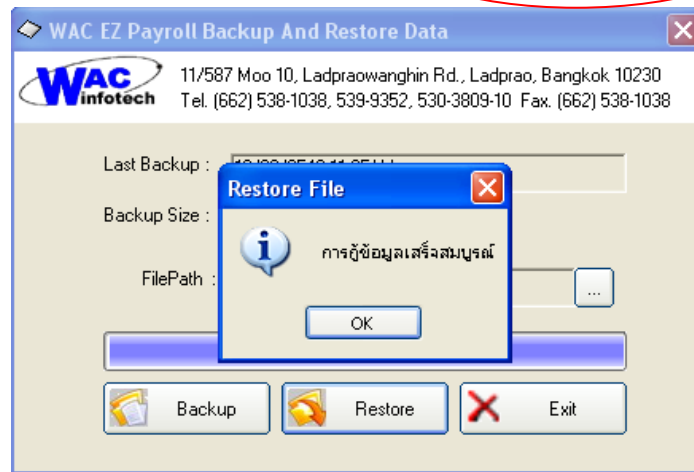 WAC EZ Payroll Backup And Restore Data
WAC
infotech
11/587 Moo 10, Ladpraowanghin Rd., Ladprao, Bangkok 10230
Tel. (662) 538-1038, 539-9352, 530-3809-10 Fax. (662) 538-1038
Last Backup :
Restore File
Backup Size :
การกู้ข้อมูลเสร็จสมบูรณ์
FilePath :
...
OK
Backup
Restore
Exit